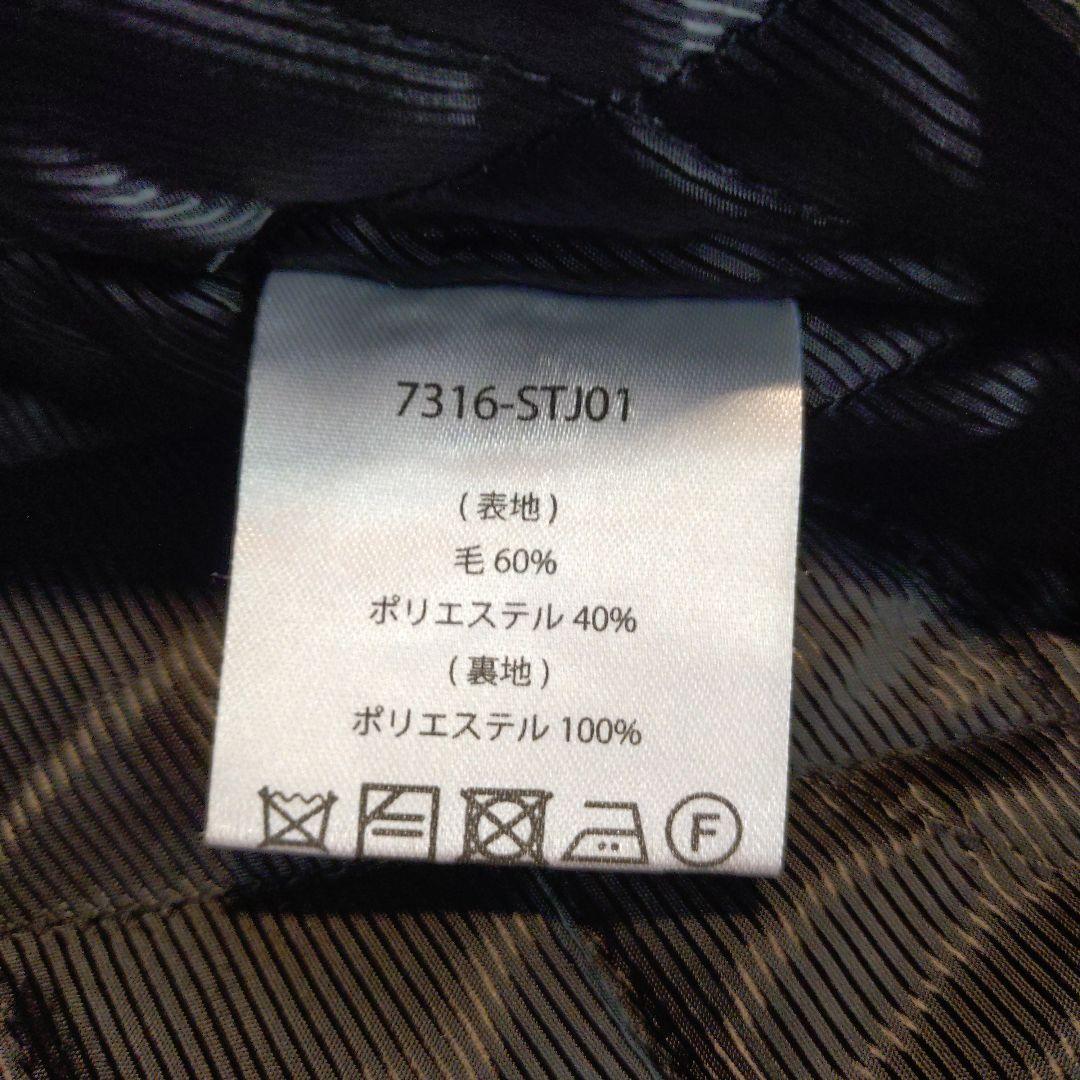 7316-STJ01
(表地)
毛 60%
ポリエステル 40%
(裏地)
ポリエステル 100%
F